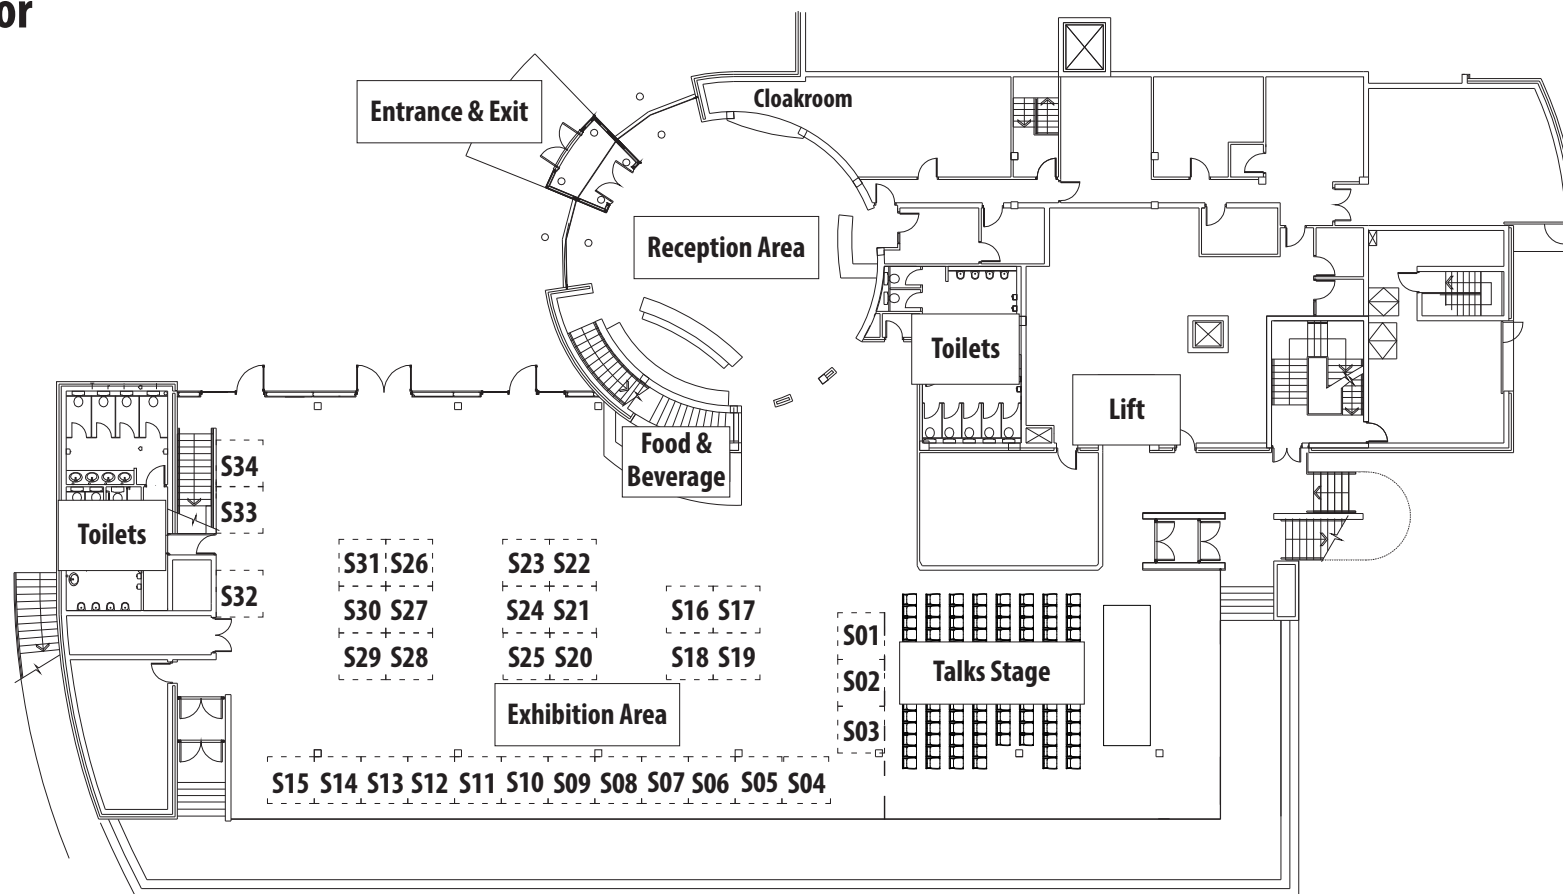 or
Cloakroom
Entrance & Exit
Reception Area
Toilets
Lift
Food &
Beverage
S34
S33
Toilets
S32
S31 S26
S30 S27
S29 S28
S23 S22
S24 S21
S25 S20
S16 S17
S18 S19
S01
S02
S03
Talks Stage
Exhibition Area
S15 S14 S13 S12 S11 S10 S09 S08 S07 S06 S05 S04